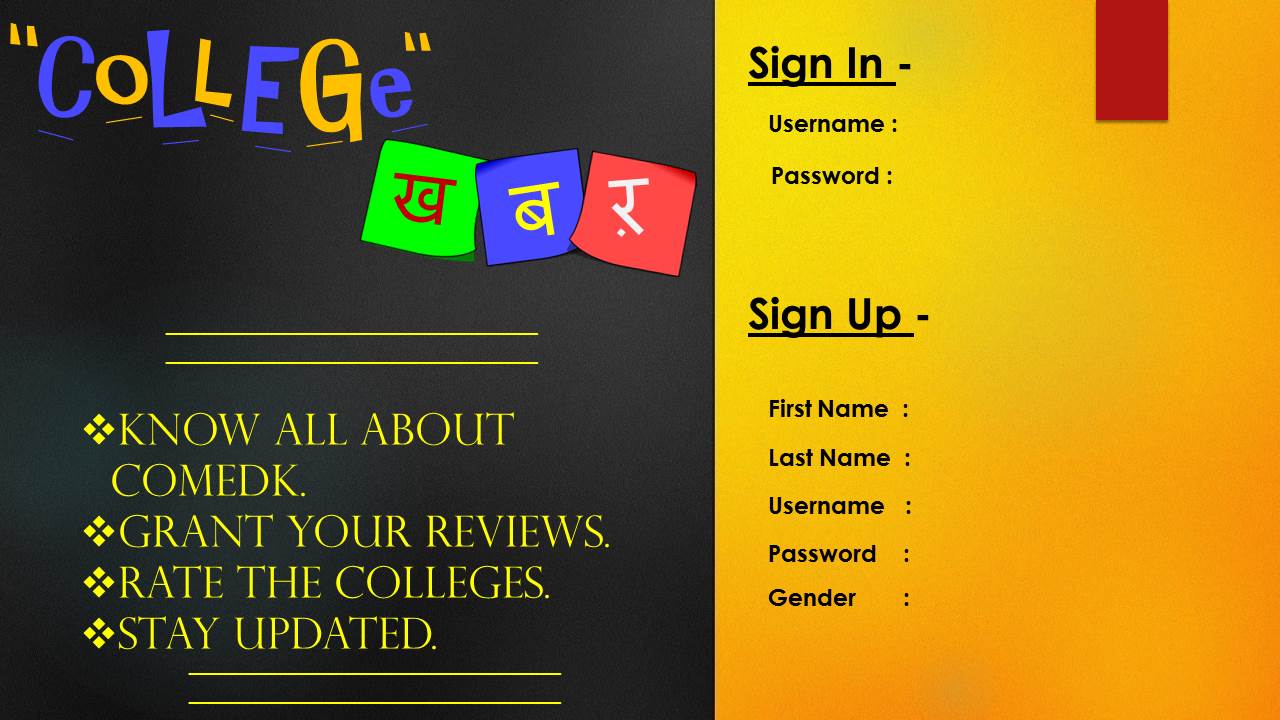 "CoLLEGe"
ख ब ऱ
❖KNOW ALL ABOUT
COMEDK.
❖GRANT YOUR REVIEWS.
❖RATE THE COLLEGES.
❖STAY UPDATED.
Sign In -
Username :
Password :
Sign Up -
First Name :
Last Name :
Username :
Password :
Gender :